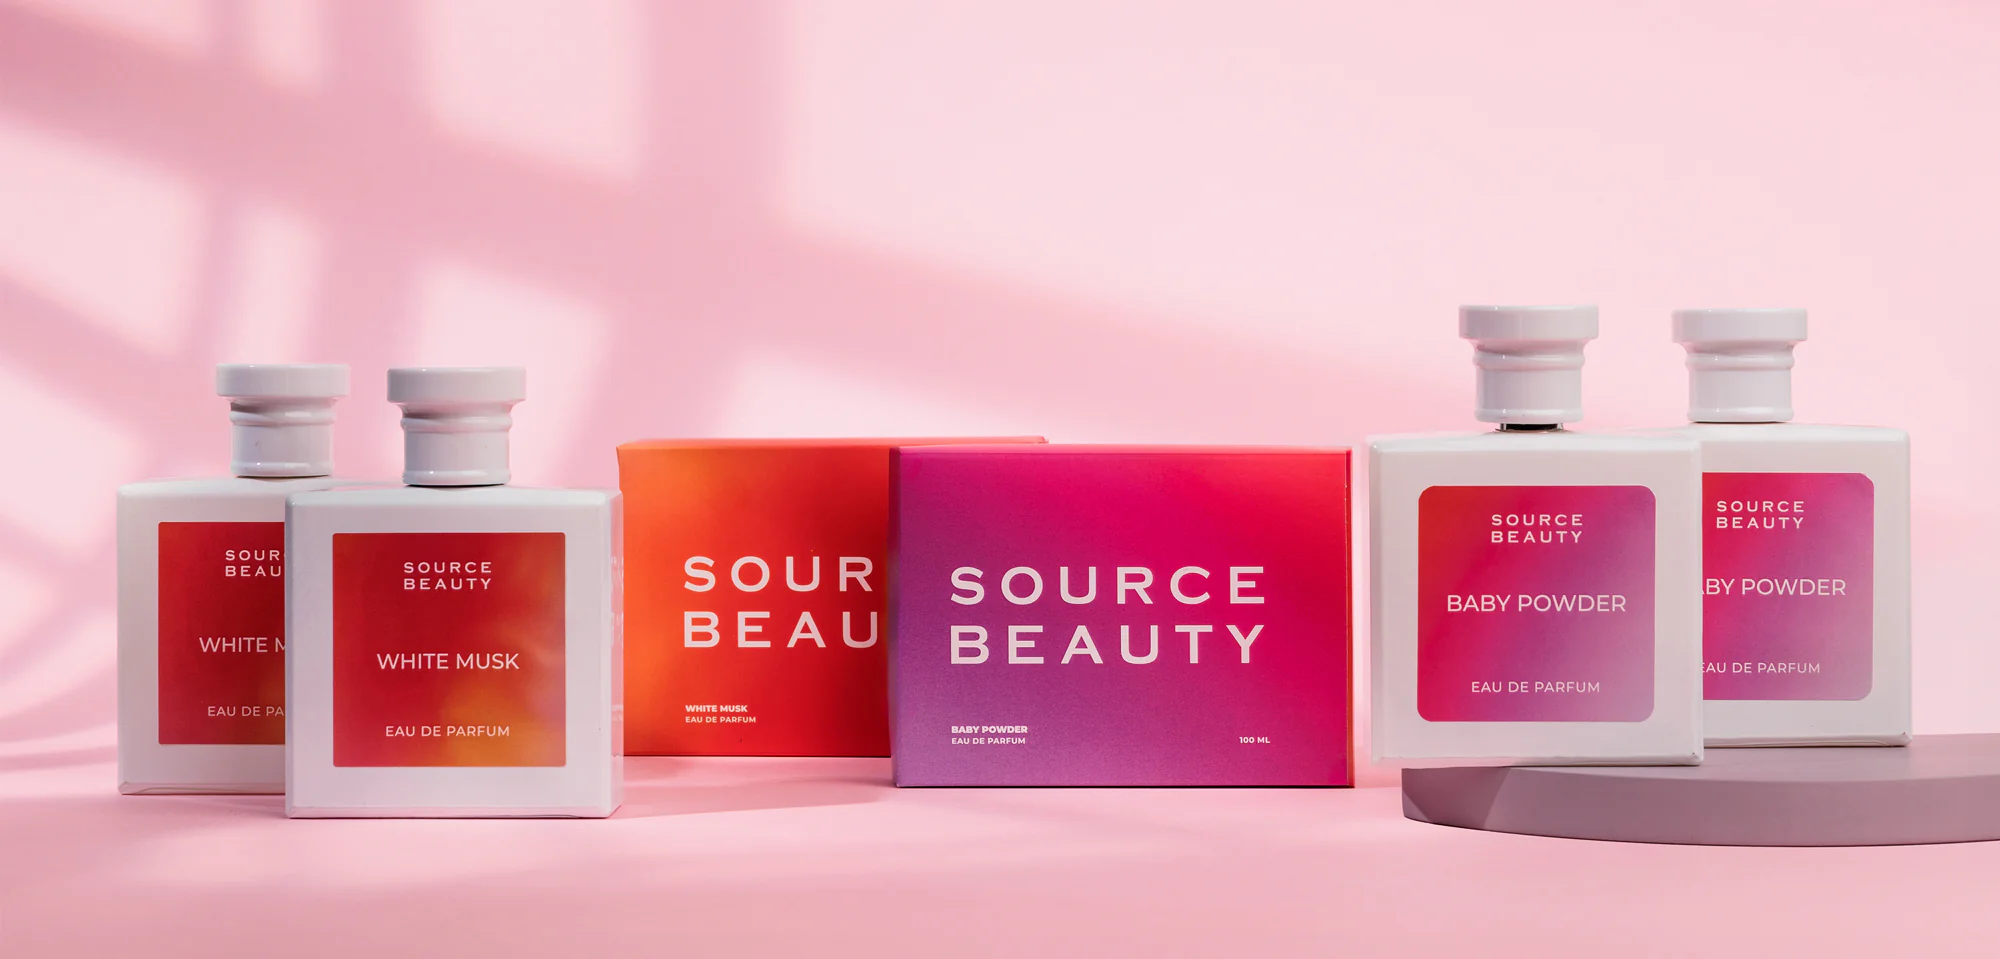 SOUR
BEAU
WHITE M
EAU DE PA
SOURCE
BEAUTY
WHITE MUSK
EAU DE PARFUM
SOUR
BEAU
WHITE MUSK
EAU DE PARFUM
SOURCE
BEAUTY
BABY POWDER
EAU DE PARFUM
100 ML
SOURCE
BEAUTY
BABY POWDER
EAU DE PARFUM
SOURCE
BEAUTY
ABY POWDER
EAU DE PARFUM